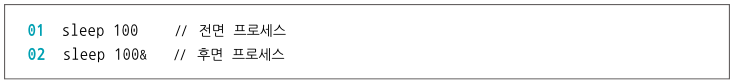 01 sleep 100 // 전면 프로세스
02 sleep 100& // 후면 프로세스